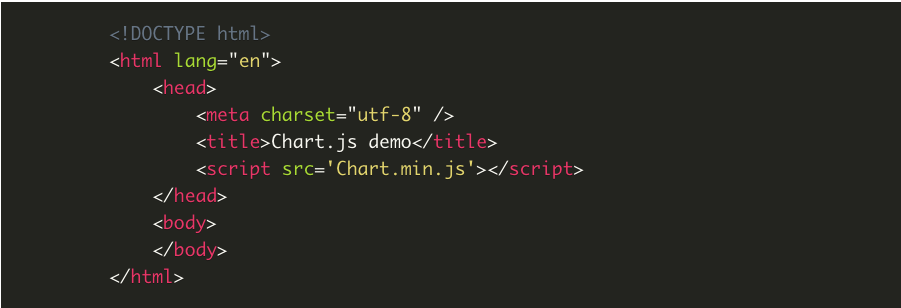 <!DOCTYPE html>
<html lang="en">
    <head>
        <meta charset="utf-8" />
        <title>Chart.js demo</title>
        <script src='Chart.min.js'></script>
    </head>
    <body>
    </body>
</html>